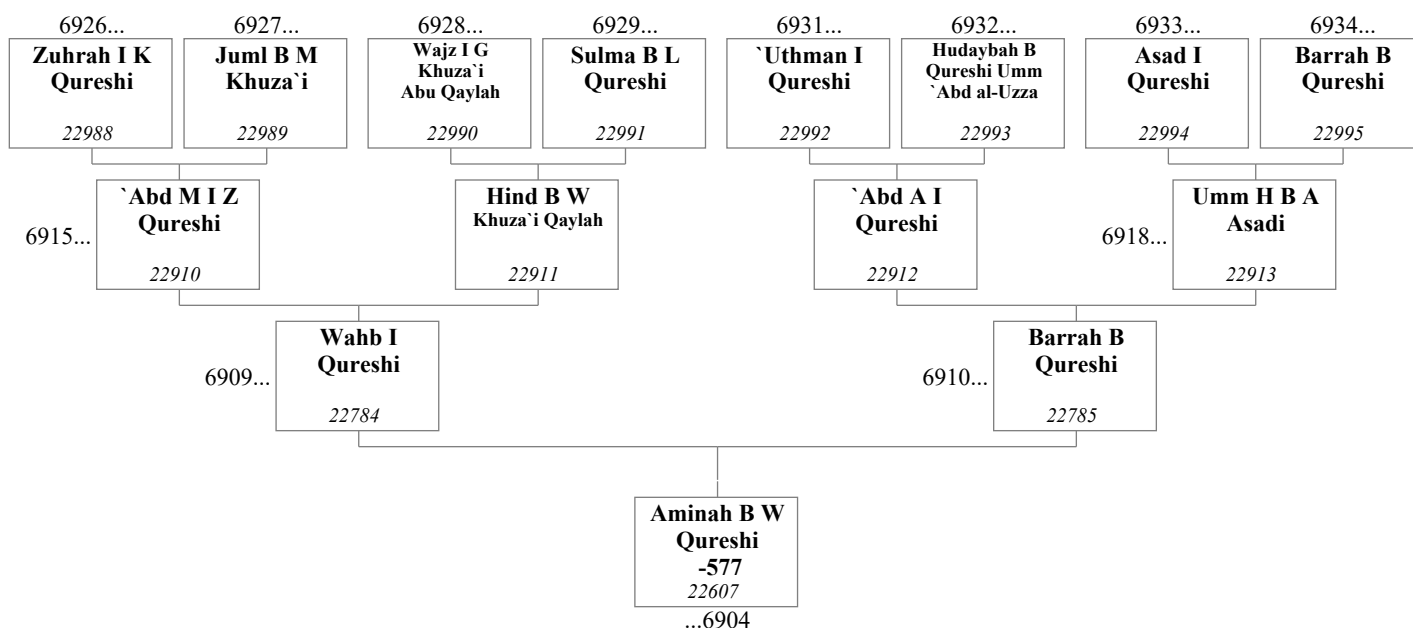 6926...
6927...
6928...
6929...
6931...
6932...
6933...
6934...
Zuhrah I K
Qureshi
22988
Juml B M
Khuza`i
22989
Wajz I G
Khuza`i
Abu Qaylah
22990
Sulma B L
Qureshi
22991
`Uthman I
Qureshi
22992
Hudaybah B
Qureshi Umm
`Abd al-Uzza
22993
Asad I
Qureshi
22994
Barrah B
Qureshi
22995
6915...
`Abd M I Z
Qureshi
22910
Hind B W
Khuza`i Qaylah
22911
`Abd A I
Qureshi
22912
6918...
Umm H B A
Asadi
22913
6909...
Wahb I
Qureshi
22784
6910...
Barrah B
Qureshi
22785
Aminah B W
Qureshi
-577
22607
...6904